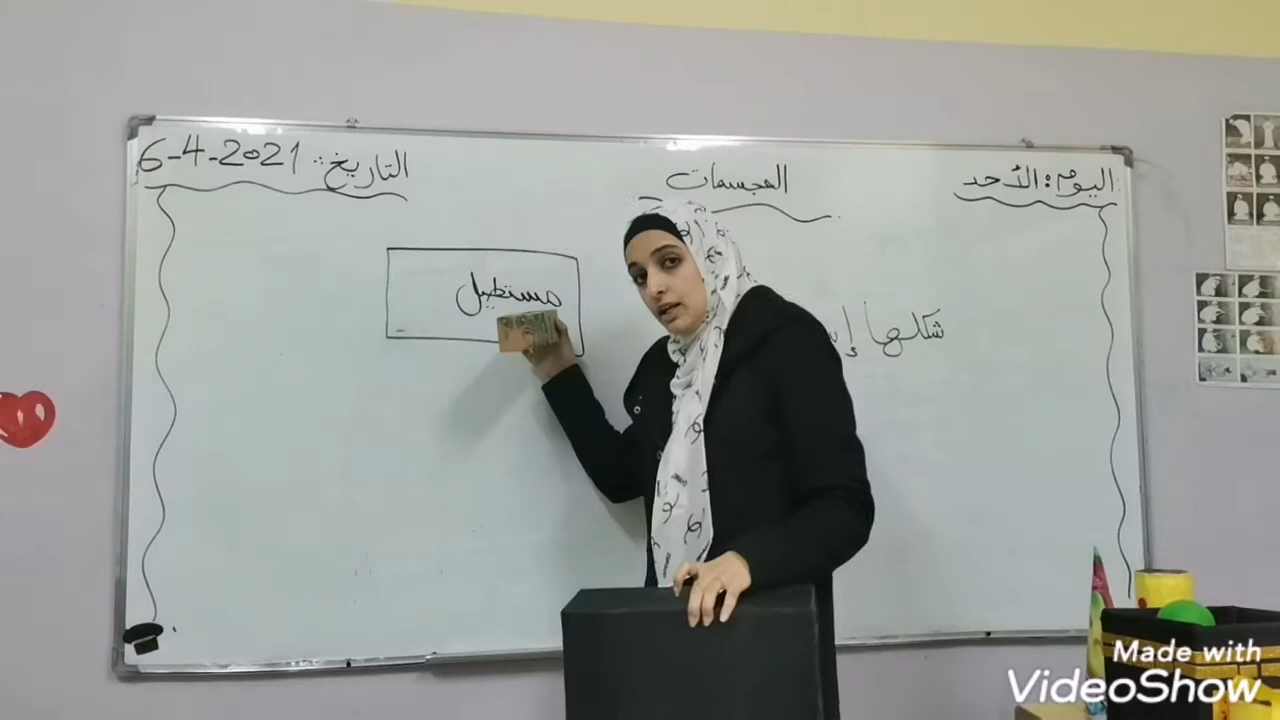 اليوم: الأحد
المجسمات
التاريخ: 2021-4-6
مستطيل
شكلها
Made with
VideoShow